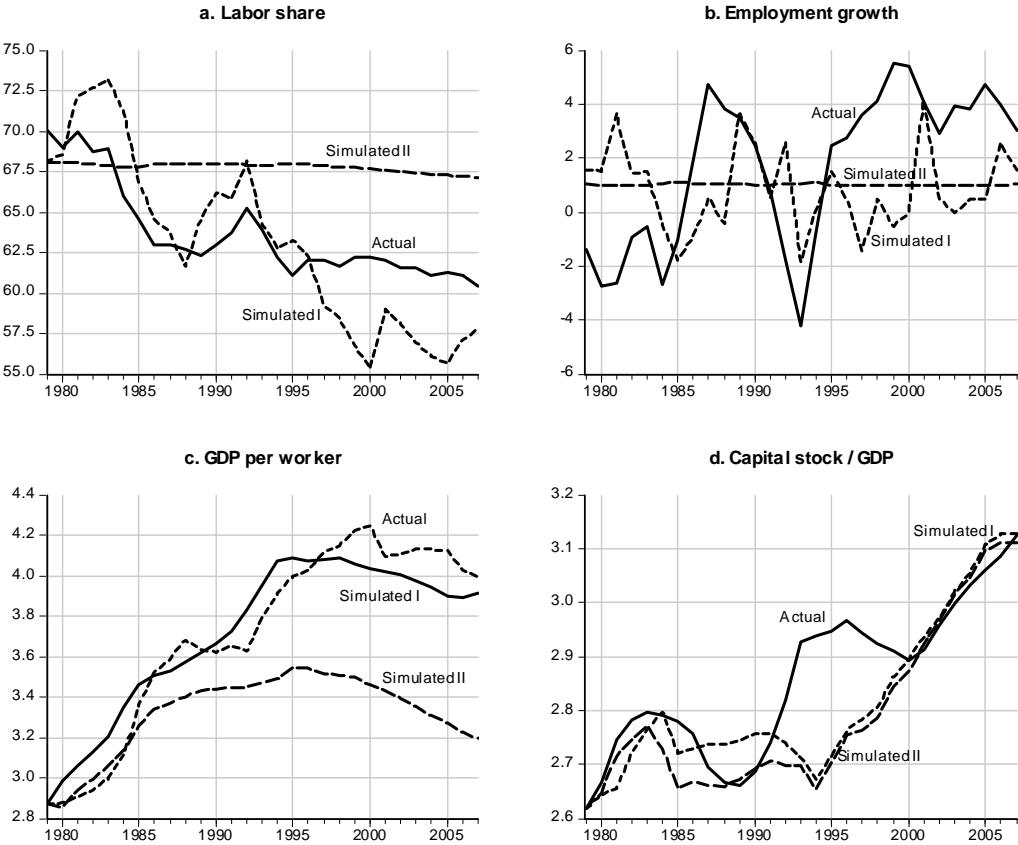 a. Labor share
75.0
72.5
70.0
67.5
65.0
62.5
60.0
57.5
55.0
1980 1985 1990 1995 2000 2005
Simulated II
Actual
Simulated I
b. Employment growth
6
4
2
0
-2
-4
-6
1980 1985 1990 1995 2000 2005
Actual
Simulated II
Simulated I
c. GDP per worker
4.4
4.2
4.0
3.8
3.6
3.4
3.2
3.0
2.8
1980 1985 1990 1995 2000 2005
Actual
Simulated I
Simulated II
d. Capital stock / GDP
3.2
3.1
3.0
2.9
2.8
2.7
2.6
1980 1985 1990 1995 2000 2005
Simulated I
Actual
Simulated II